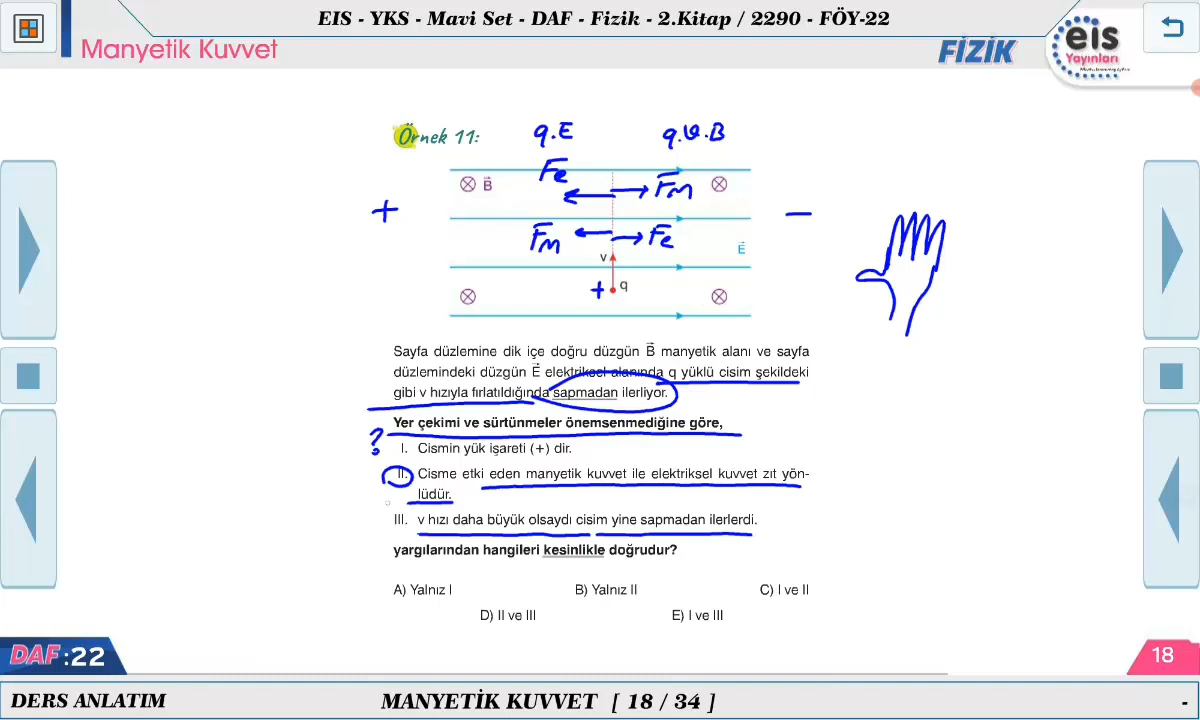 EIS - YKS - Mavi Set - DAF - Fizik - 2.Kitap / 2290 - FÖY-22
Manyetik Kuvvet
FİZİK
eis
Yayınları
Örnek 11:
q.E
q.v.B
B
Fe
FM
+
-
FM
Fe
E
v
+ q
Sayfa düzlemine dik içe doğru düzgün B manyetik alanı ve sayfa
düzlemindeki düzgün E elektriksel alanında q yüklü cisim şekildeki
gibi v hızıyla fırlatıldığında sapmadan ilerliyor.
Yer çekimi ve sürtünmeler önemsenmediğine göre,
?
I. Cismin yük işareti (+) dir.
II. Cisme etki eden manyetik kuvvet ile elektriksel kuvvet zıt yön-
lüdür.
III. v hızı daha büyük olsaydı cisim yine sapmadan ilerlerdi.
yargılarından hangileri kesinlikle doğrudur?
A) Yalnız I
B) Yalnız II
C) I ve II
D) II ve III
E) I ve III
DAF:22
18
DERS ANLATIM
MANYETİK KUVVET [ 18 / 34 ]
-